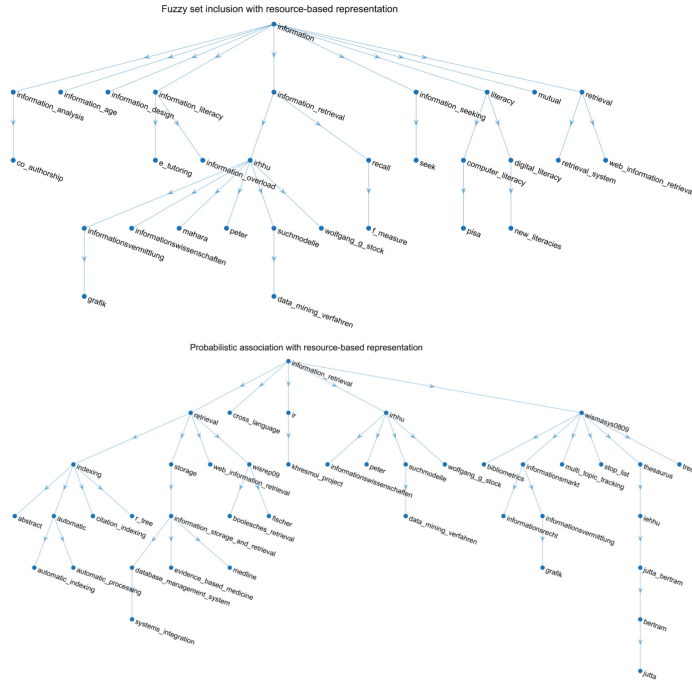 Fuzzy set inclusion with resource-based representation
information
information_analysis
information_age
information_design
information_literacy
information_retrieval
information_seeking
literacy
mutual
retrieval
co_authorship
e_tutoring
information_overload
irhhu
recall
seek
computer_literacy
digital_literacy
retrieval_system
web_information_retrieva
informationsvermittlung
informationswissenschaften
mahara
peter
suchmodelle
wolfgang_g_stock
f_measure
pisa
new_literacies
grafik
data_mining_verfahren
Probabilistic association with resource-based representation
information_retrieval
retrieval
cross_language
ir
irhhu
wismasys0809
indexing
storage
web_information_retrieval
wisrep09
khresmoi_project
informationswissenschaften
peter
suchmodelle
wolfgang_g_stock
bibliometrics
informationsmarkt
multi_topic_tracking
stop_list
thesaurus
trec
abstract
automatic
citation_indexing
r_tree
information_storage_and_retrieval
boolesches_retrieval
fischer
data_mining_verfahren
informationsrecht
informationsvermittlung
iehhu
automatic_indexing
automatic_processing
database_management_system
evidence_based_medicine
medline
grafik
jutta_bertram
systems_integration
bertram
jutta